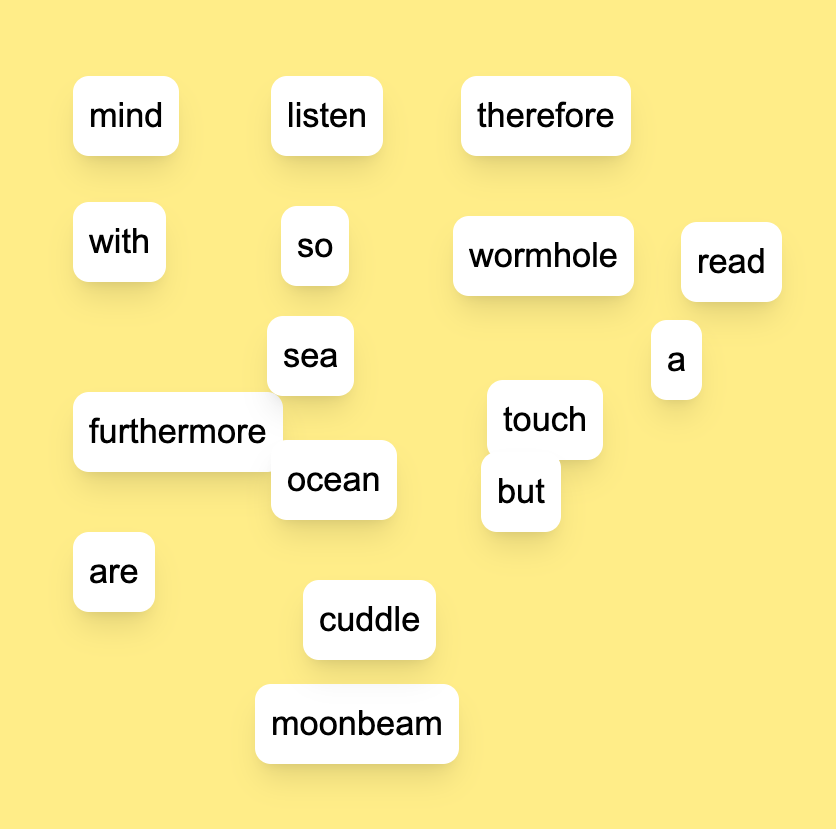 mind listen therefore
with so wormhole read
sea a
furthermore touch
ocean but
are
cuddle
moonbeam